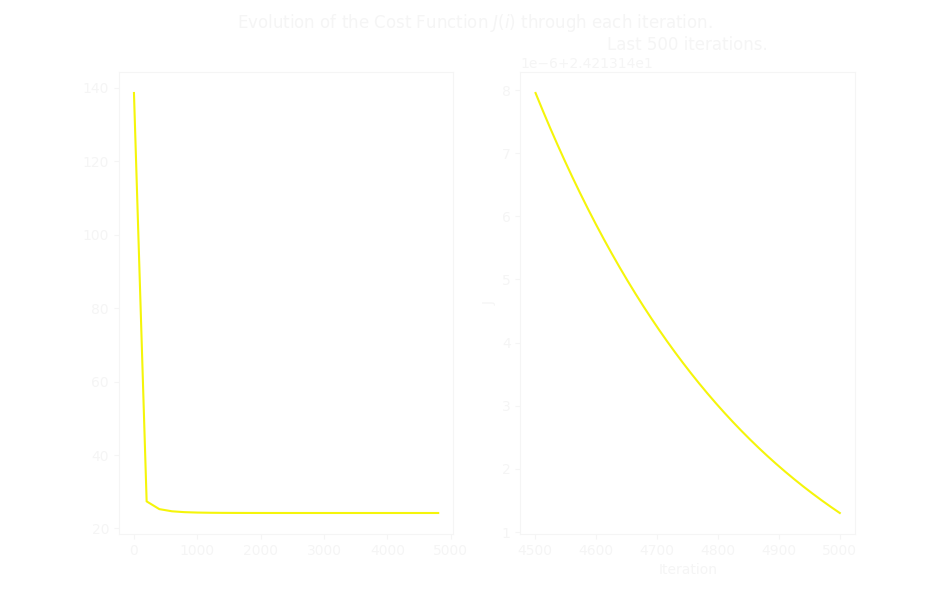 Evolution of the Cost Function J(i) through each iteration.
Last 500 iterations.
1e−6+2.421314e1
140
120
100
80
60
40
20
0 1000 2000 3000 4000 5000
8
7
6
5
4
3
2
1
J
4500 4600 4700 4800 4900 5000
Iteration